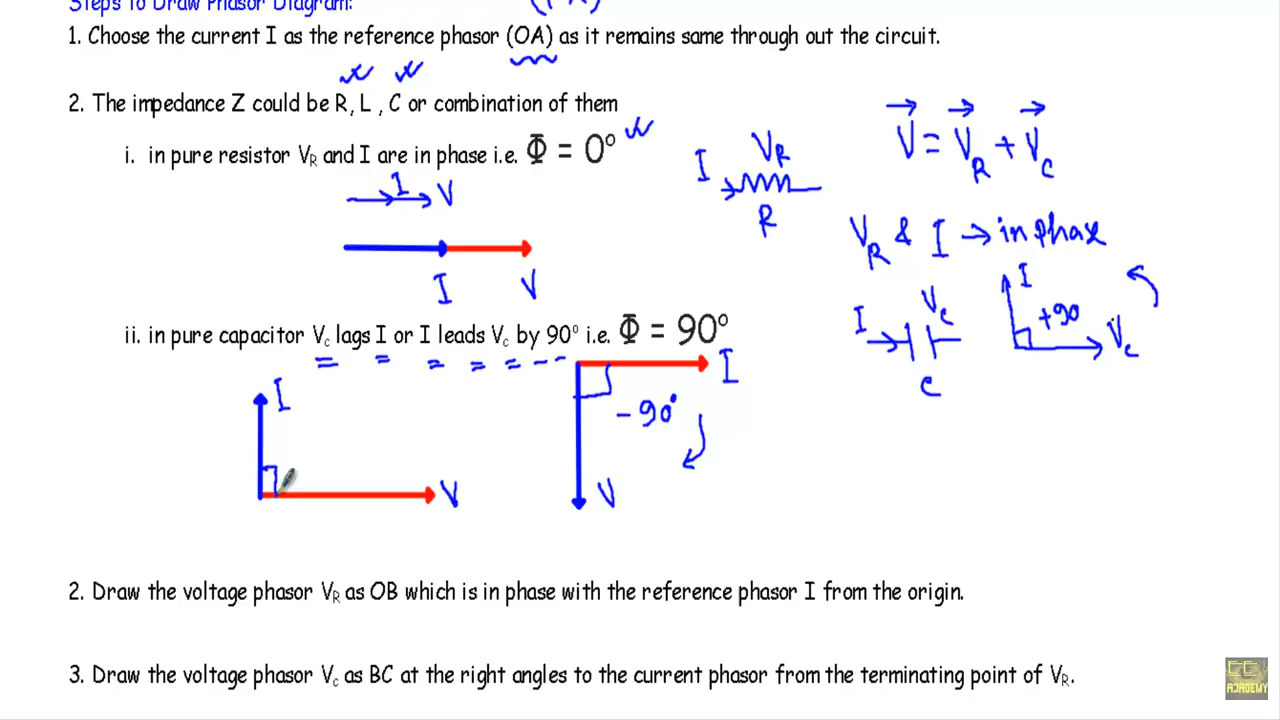 Steps to Draw Phasor Diagram:
1. Choose the current I as the reference phasor (OA) as it remains same through out the circuit.
2. The impedance Z could be R, L , C or combination of them
V = VR + Vc
i. in pure resistor VR and I are in phase i.e. Φ = 0°
I VR
R
I V
VR & I → in phase
I V
I
+90
Vc
I Vc
C
ii. in pure capacitor Vc lags I or I leads Vc by 90° i.e. Φ = 90°
I
I
-90°
V
V
2. Draw the voltage phasor VR as OB which is in phase with the reference phasor I from the origin.
3. Draw the voltage phasor Vc as BC at the right angles to the current phasor from the terminating point of VR.
ACADEMY